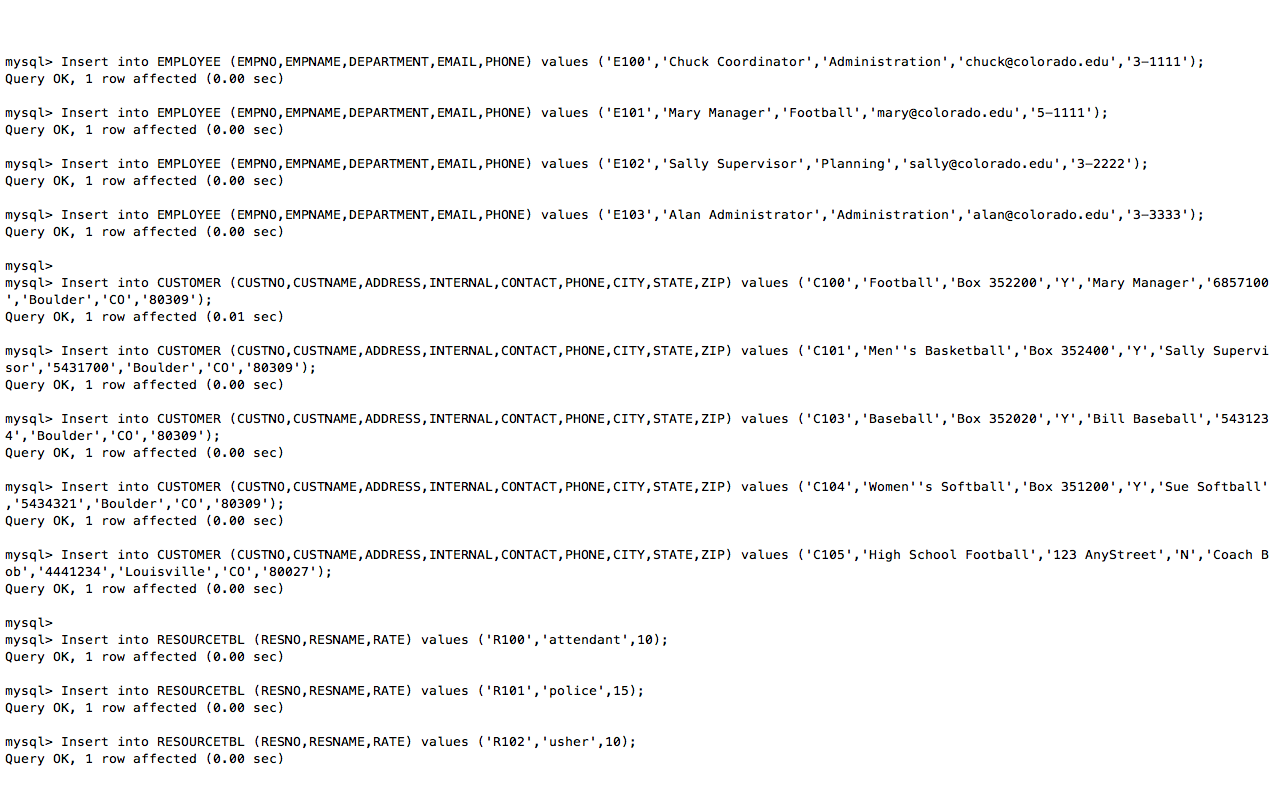 mysql> Insert into EMPLOYEE (EMPNO,EMPNAME,DEPARTMENT,EMAIL,PHONE) values ('E100','Chuck Coordinator','Administration','chuck@colorado.edu','3-1111');
Query OK, 1 row affected (0.00 sec)
mysql> Insert into EMPLOYEE (EMPNO,EMPNAME,DEPARTMENT,EMAIL,PHONE) values ('E101','Mary Manager','Football','mary@colorado.edu','5-1111');
Query OK, 1 row affected (0.00 sec)
mysql> Insert into EMPLOYEE (EMPNO,EMPNAME,DEPARTMENT,EMAIL,PHONE) values ('E102','Sally Supervisor','Planning','sally@colorado.edu','3-2222');
Query OK, 1 row affected (0.00 sec)
mysql> Insert into EMPLOYEE (EMPNO,EMPNAME,DEPARTMENT,EMAIL,PHONE) values ('E103','Alan Administrator','Administration','alan@colorado.edu','3-3333');
Query OK, 1 row affected (0.00 sec)
mysql>
mysql> Insert into CUSTOMER (CUSTNO,CUSTNAME,ADDRESS,INTERNAL,CONTACT,PHONE,CITY,STATE,ZIP) values ('C100','Football','Box 352200','Y','Mary Manager','6857100
','Boulder','CO','80309');
Query OK, 1 row affected (0.01 sec)
mysql> Insert into CUSTOMER (CUSTNO,CUSTNAME,ADDRESS,INTERNAL,CONTACT,PHONE,CITY,STATE,ZIP) values ('C101','Men''s Basketball','Box 352400','Y','Sally Supervi
sor','5431700','Boulder','CO','80309');
Query OK, 1 row affected (0.00 sec)
mysql> Insert into CUSTOMER (CUSTNO,CUSTNAME,ADDRESS,INTERNAL,CONTACT,PHONE,CITY,STATE,ZIP) values ('C103','Baseball','Box 352020','Y','Bill Baseball','543123
4','Boulder','CO','80309');
Query OK, 1 row affected (0.00 sec)
mysql> Insert into CUSTOMER (CUSTNO,CUSTNAME,ADDRESS,INTERNAL,CONTACT,PHONE,CITY,STATE,ZIP) values ('C104','Women''s Softball','Box 351200','Y','Sue Softball'
,'5434321','Boulder','CO','80309');
Query OK, 1 row affected (0.00 sec)
mysql> Insert into CUSTOMER (CUSTNO,CUSTNAME,ADDRESS,INTERNAL,CONTACT,PHONE,CITY,STATE,ZIP) values ('C105','High School Football','123 AnyStreet','N','Coach B
ob','4441234','Louisville','CO','80027');
Query OK, 1 row affected (0.00 sec)
mysql>
mysql> Insert into RESOURCETBL (RESNO,RESNAME,RATE) values ('R100','attendant',10);
Query OK, 1 row affected (0.00 sec)
mysql> Insert into RESOURCETBL (RESNO,RESNAME,RATE) values ('R101','police',15);
Query OK, 1 row affected (0.00 sec)
mysql> Insert into RESOURCETBL (RESNO,RESNAME,RATE) values ('R102','usher',10);
Query OK, 1 row affected (0.00 sec)